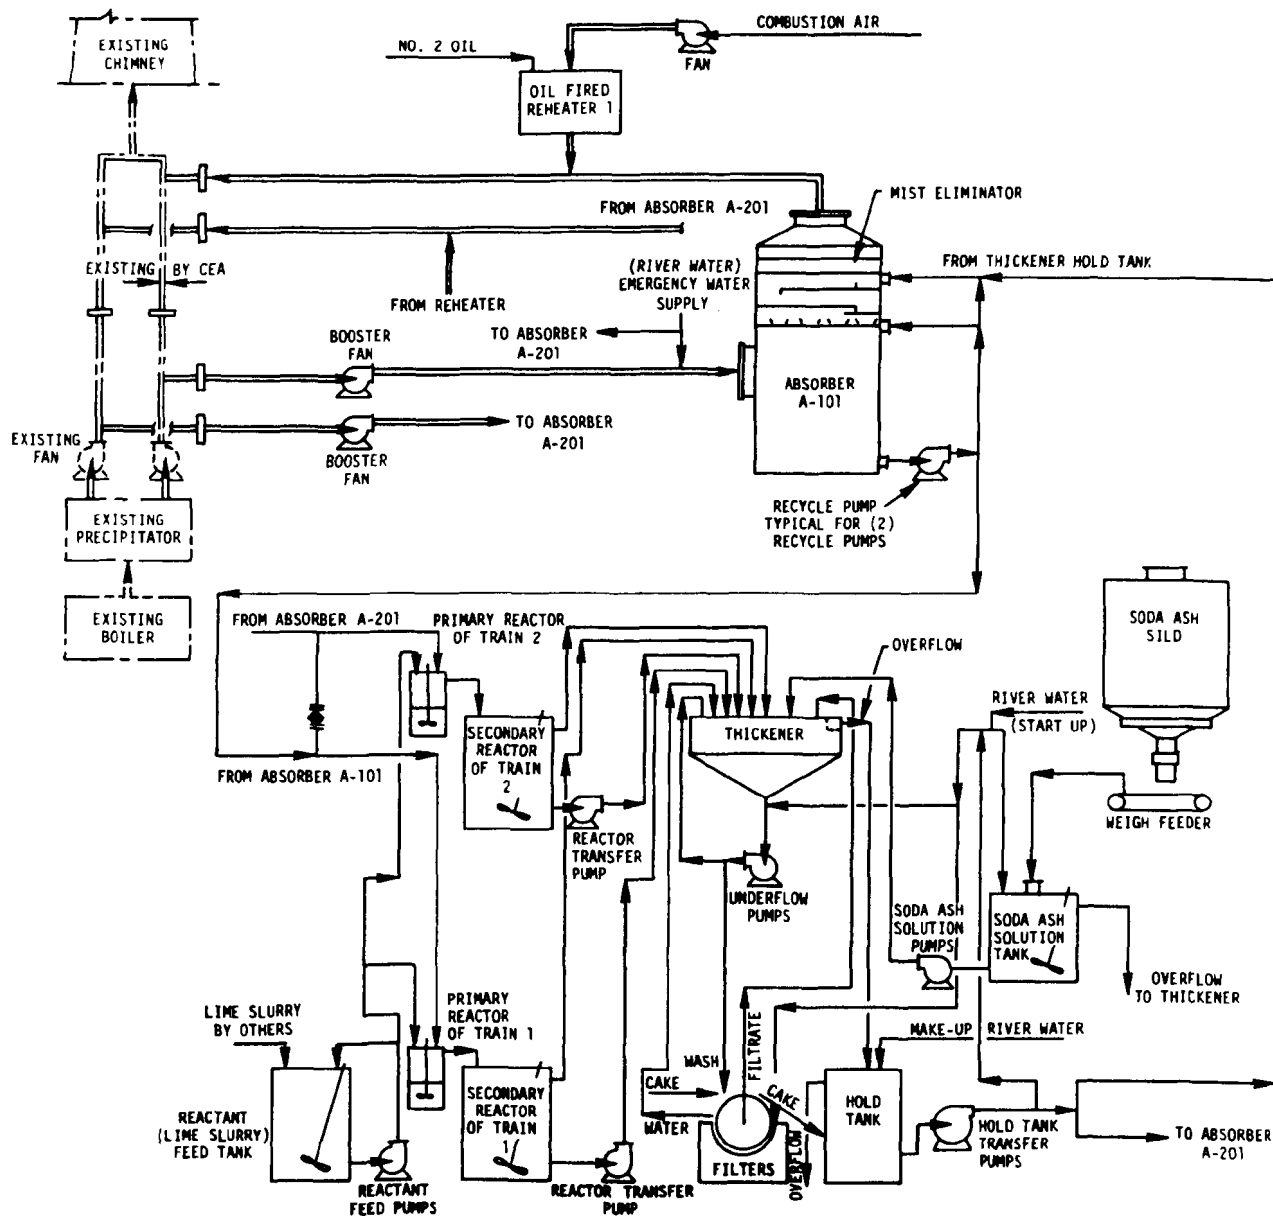 EXISTING
CHIMNEY
COMBUSTION AIR
FAN
NO. 2 OIL
OIL FIRED
REHEATER 1
MIST ELIMINATOR
FROM ABSORBER A-201
FROM THICKENER HOLD TANK
EXISTING
BY CEA
(RIVER WATER)
EMERGENCY WATER
SUPPLY
FROM REHEATER
BOOSTER
FAN
TO ABSORBER
A-201
ABSORBER
A-101
EXISTING
FAN
TO ABSORBER
A-201
BOOSTER
FAN
EXISTING
PRECIPITATOR
RECYCLE PUMP
TYPICAL FOR (2)
RECYCLE PUMPS
EXISTING
BOILER
FROM ABSORBER A-201
PRIMARY REACTOR
OF TRAIN 2
SODA ASH
SILD
OVERFLOW
RIVER WATER
(START UP)
SECONDARY
REACTOR
OF TRAIN
2
THICKENER
FROM ABSORBER A-101
WEIGH FEEDER
REACTOR
TRANSFER
PUMP
UNDERFLOW
PUMPS
SODA ASH
SOLUTION
PUMPS
SODA ASH
SOLUTION
TANK
OVERFLOW
TO THICKENER
LIME SLURRY
BY OTHERS
PRIMARY
REACTOR
OF TRAIN 1
MAKE-UP
RIVER WATER
WASH
FILTRATE
CAKE
CAKE
WATER
SECONDARY
REACTOR
OF TRAIN
1
HOLD
TANK
REACTANT
(LIME SLURRY)
FEED TANK
FILTERS
OVERFLOW
HOLD TANK
TRANSFER
PUMPS
TO ABSORBER
A-201
REACTANT
FEED PUMPS
REACTOR TRANSFER
PUMP